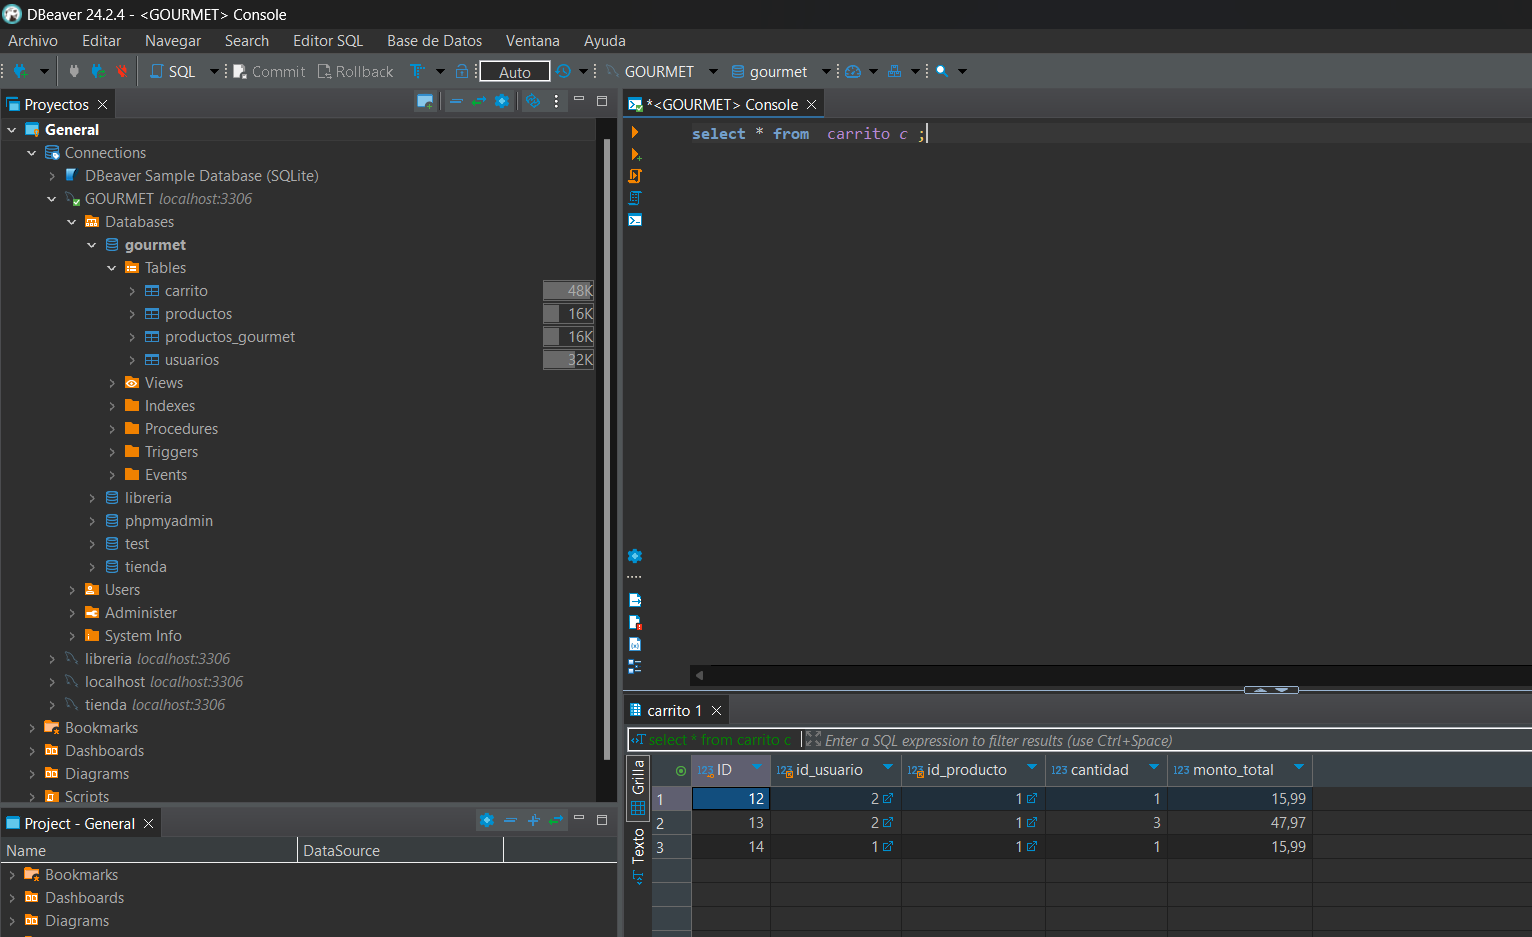 DBeaver 24.2.4 - <GOURMET> Console
Archivo Editar Navegar Search Editor SQL Base de Datos Ventana Ayuda
SQL Commit Rollback Auto GOURMET gourmet
Proyectos
General
Connections
DBeaver Sample Database (SQLite)
GOURMET localhost:3306
Databases
gourmet
Tables
carrito 48K
productos 16K
productos_gourmet 16K
usuarios 32K
Views
Indexes
Procedures
Triggers
Events
libreria
phpmyadmin
test
tienda
Users
Administer
System Info
libreria localhost:3306
localhost localhost:3306
tienda localhost:3306
Bookmarks
Dashboards
Diagrams
Scripts
Project - General
Name DataSource
Bookmarks
Dashboards
Diagrams
*<GOURMET> Console
select * from carrito c ;
carrito 1
select * from carrito c Enter a SQL expression to filter results (use Ctrl+Space)
Grilla
Texto
123 ID 123 id_usuario 123 id_producto 123 cantidad 123 monto_total
1 12 2 1 1 15,99
2 13 2 1 3 47,97
3 14 1 1 1 15,99